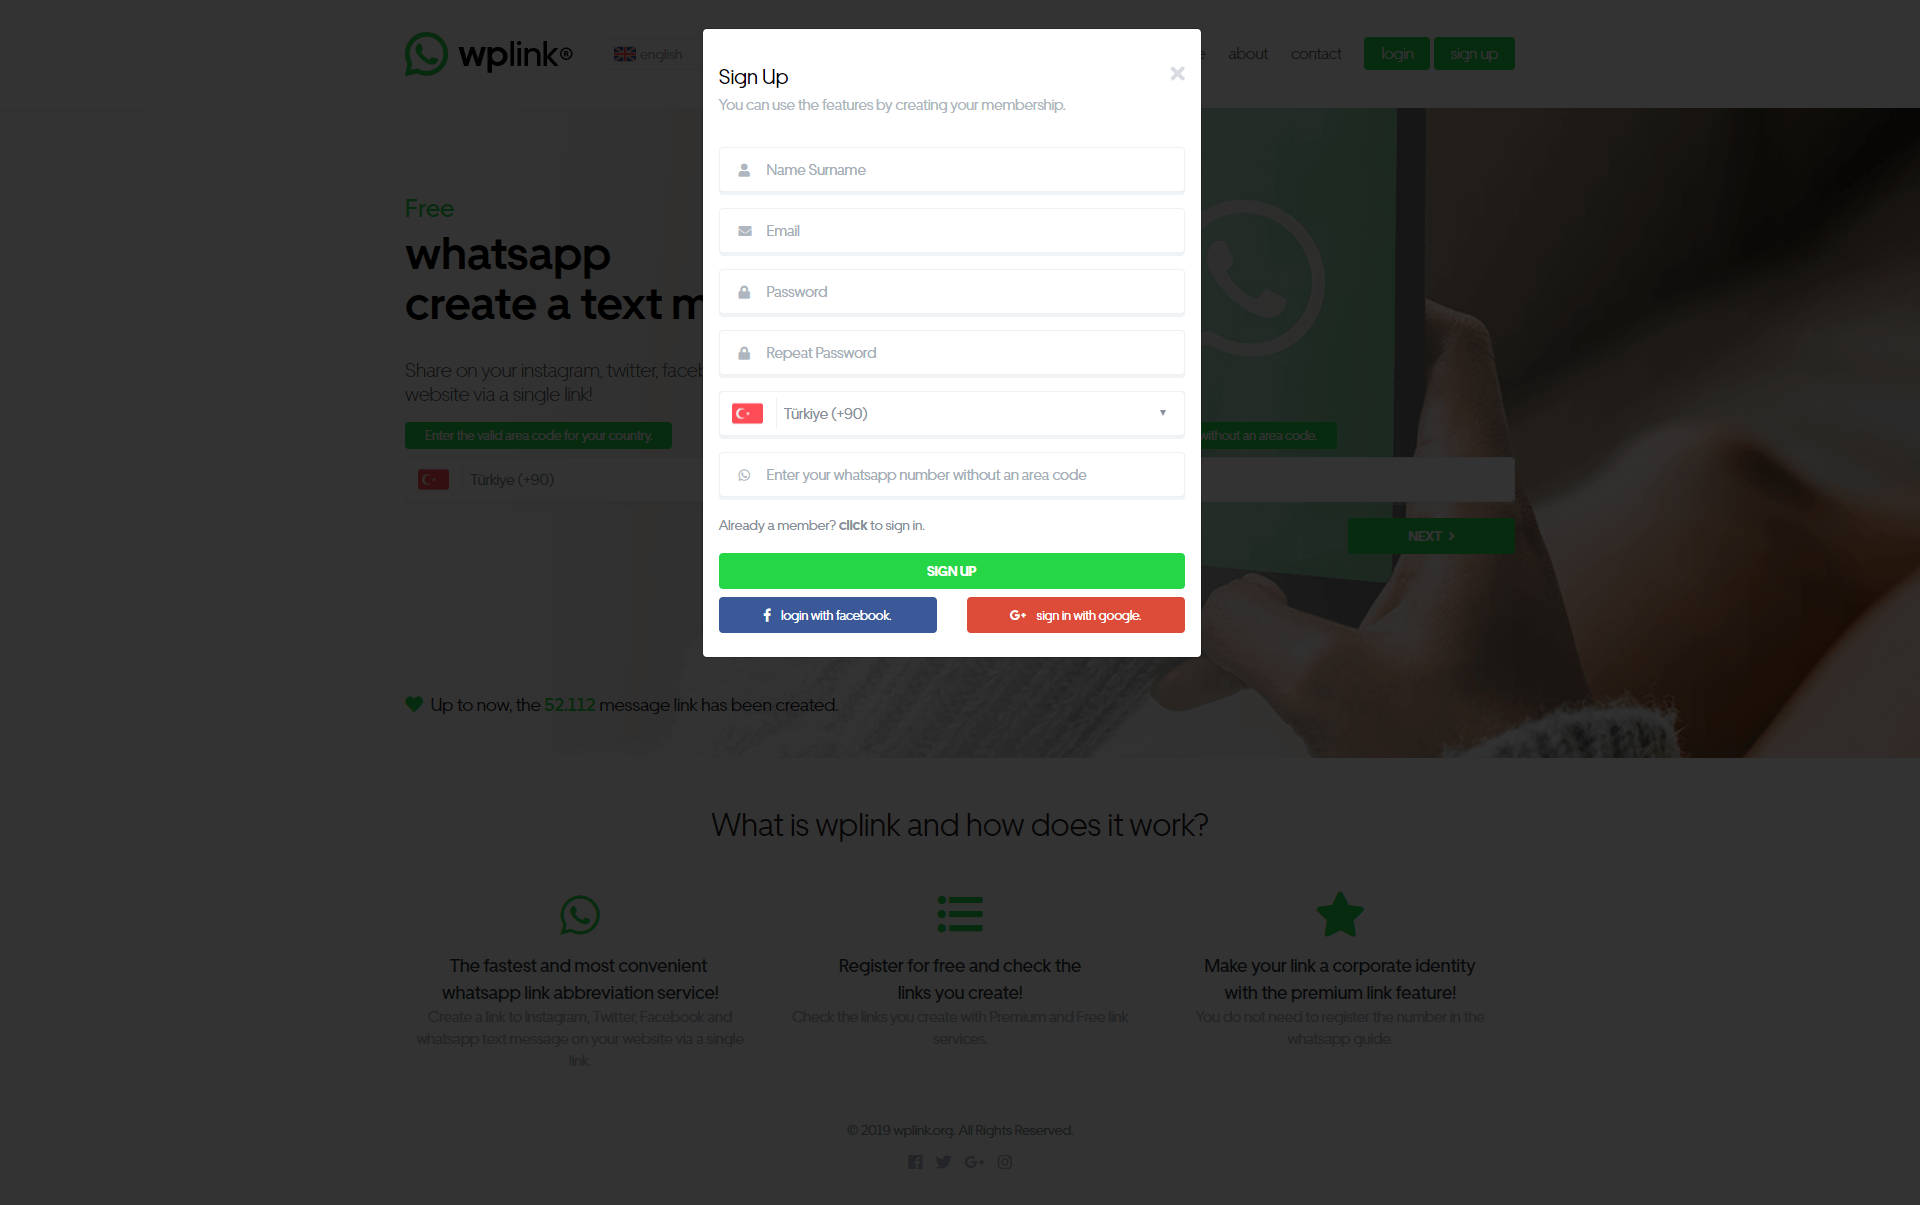 wplink®
english
about
contact
login
sign up
Sign Up
You can use the features by creating your membership.
Name Surname
Email
Password
Repeat Password
Türkiye (+90)
Enter your whatsapp number without an area code
Already a member? click to sign in.
SIGN UP
login with facebook.
sign in with google.
Free
whatsapp
create a text m
Share on your instagram, twitter, faceb
website via a single link!
Enter the valid area code for your country.
without an area code.
Türkiye (+90)
NEXT
Up to now, the 52.112 message link has been created.
What is wplink and how does it work?
The fastest and most convenient
whatsapp link abbreviation service!
Create a link to Instagram, Twitter, Facebook and
whatsapp text message on your website via a single
link.
Register for free and check the
links you create!
Check the links you create with Premium and Free link
services.
Make your link a corporate identity
with the premium link feature!
You do not need to register the number in the
whatsapp guide.
© 2019 wplink.org. All Rights Reserved.